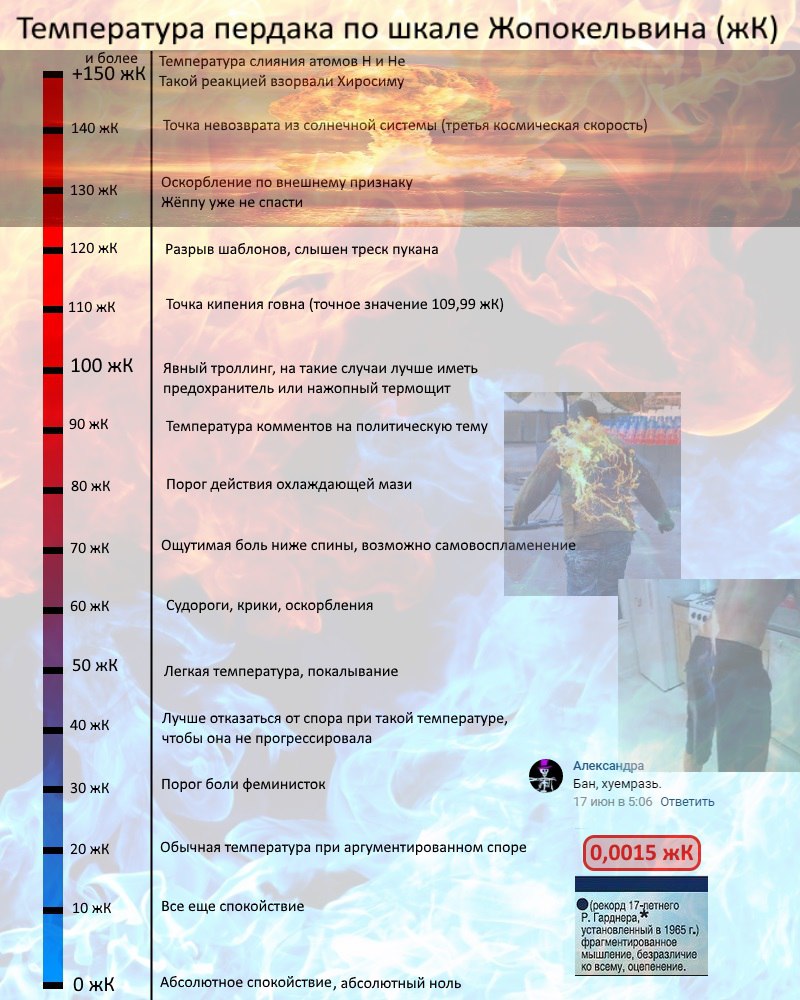 Температура пердака по шкале Жопокельвина (жК)
и более
+150 жК
Температура слияния атомов H и He
Такой реакцией взорвали Хиросиму
140 жК
Точка невозврата из солнечной системы (третья космическая скорость)
130 жК
Оскорбление по внешнему признаку
Жёппу уже не спасти
120 жК
Разрыв шаблонов, слышен треск пукана
110 жК
Точка кипения говна (точное значение 109,99 жК)
100 жК
Явный троллинг, на такие случаи лучше иметь
предохранитель или нажопный термощит
90 жК
Температура комментов на политическую тему
80 жК
Порог действия охлаждающей мази
70 жК
Ощутимая боль ниже спины, возможно самовоспламенение
60 жК
Судороги, крики, оскорбления
50 жК
Легкая температура, покалывание
40 жК
Лучше отказаться от спора при такой температуре,
чтобы она не прогрессировала
30 жК
Порог боли феминисток
Александра
Бан, хуемразь.
17 июн в 5:06 Ответить
20 жК
Обычная температура при аргументированном споре
0,0015 жК
10 жК
Все еще спокойствие
(рекорд 17-летнего
Р. Гарднера,*
установленный в 1965 г.)
фрагментированное
мышление, безразличие
ко всему, оцепенение.
0 жК
Абсолютное спокойствие, абсолютный ноль